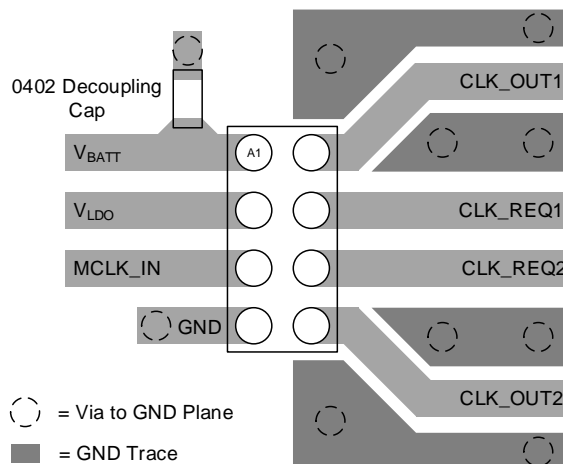 0402 Decoupling
Cap
CLK_OUT1
VBATT
A1
VLDO
CLK_REQ1
MCLK_IN
CLK_REQ2
GND
CLK_OUT2
= Via to GND Plane
= GND Trace